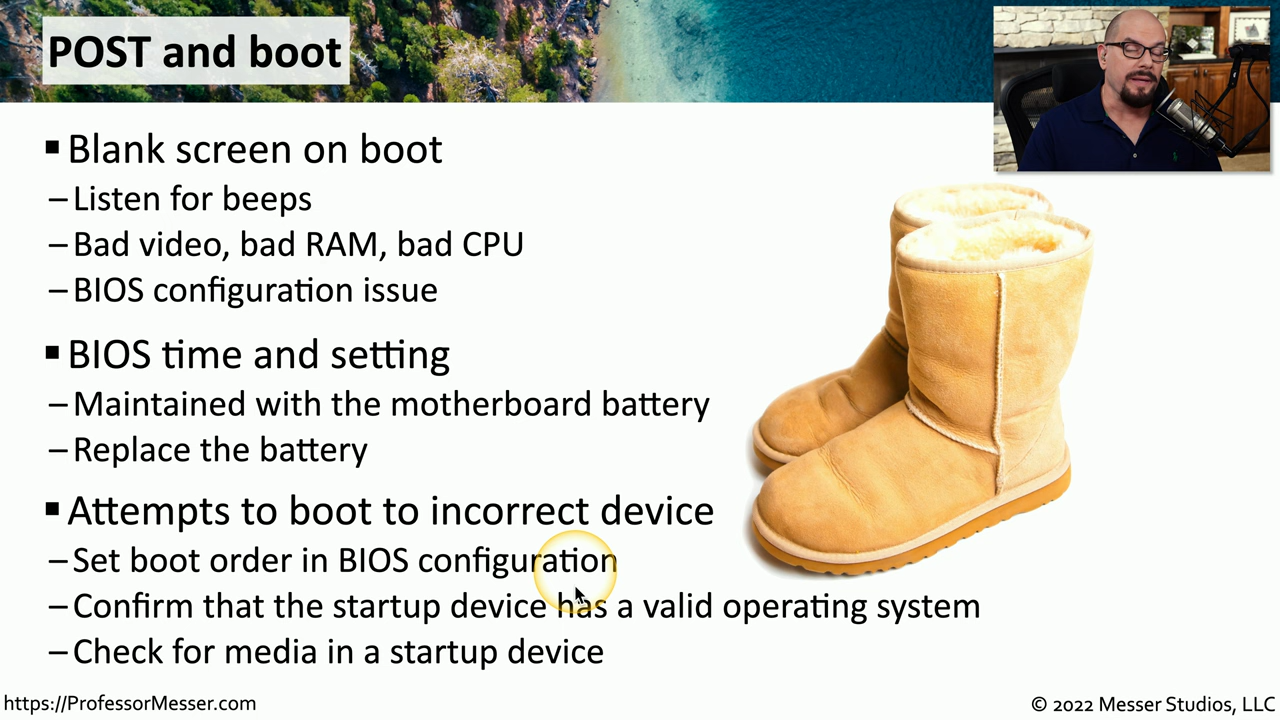 POST and boot
▪ Blank screen on boot
– Listen for beeps
– Bad video, bad RAM, bad CPU
– BIOS configuration issue
▪ BIOS time and setting
– Maintained with the motherboard battery
– Replace the battery
▪ Attempts to boot to incorrect device
– Set boot order in BIOS configuration
– Confirm that the startup device has a valid operating system
– Check for media in a startup device
https://ProfessorMesser.com
© 2022 Messer Studios, LLC